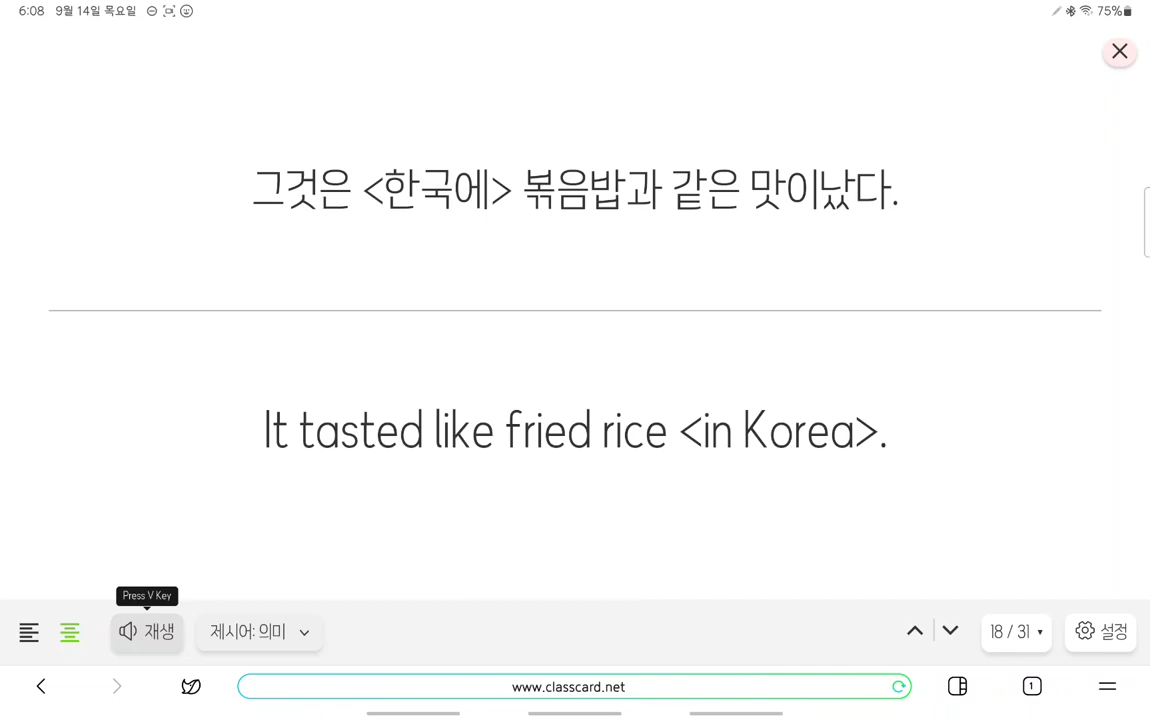 6:08 9월 14일 목요일 75%
그것은 <한국에> 볶음밥과 같은 맛이났다.
It tasted like fried rice <in Korea>.
Press V Key
재생 제시어: 의미 18 / 31 설정
www.classcard.net 1